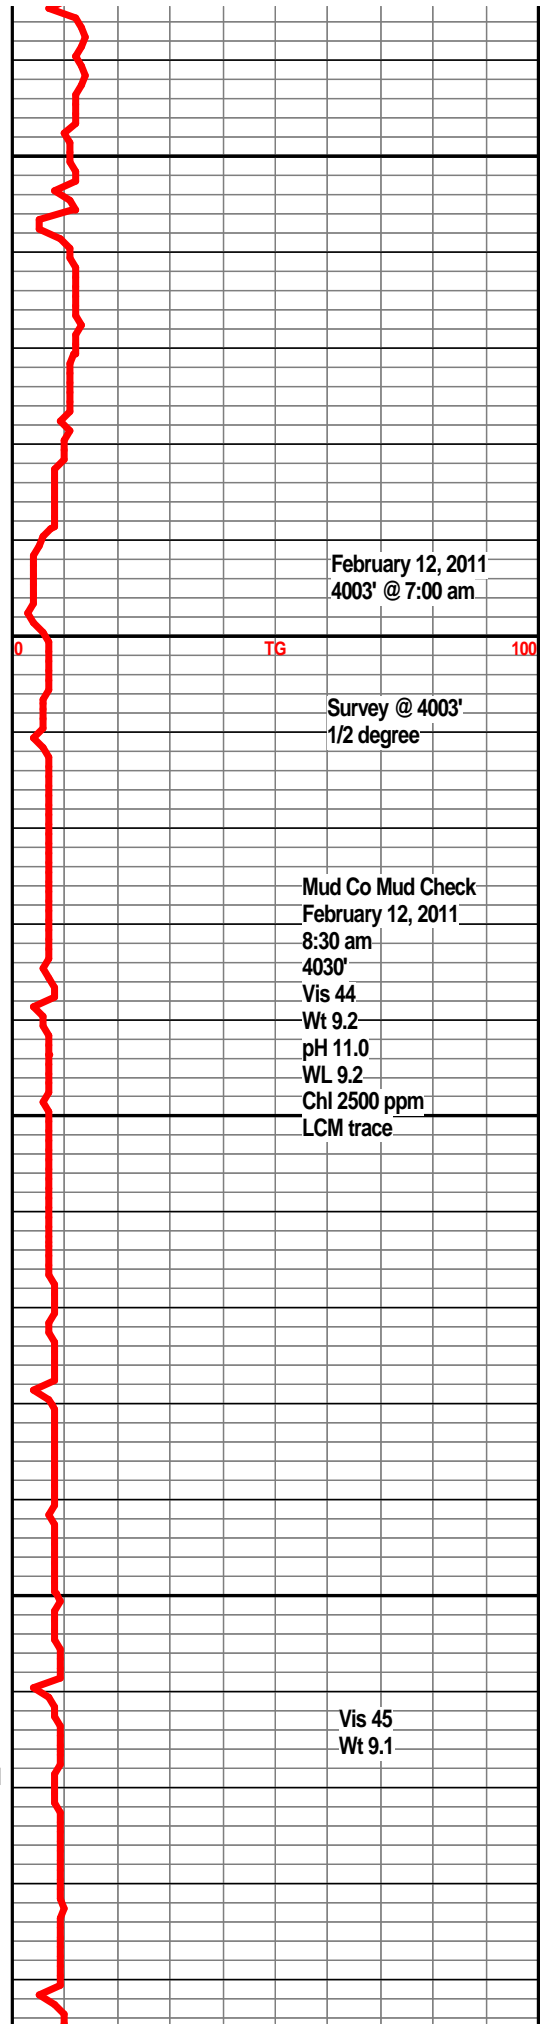 February 12, 2011
4003' @ 7:00 am
0 TG 100
Survey @ 4003'
1/2 degree
Mud Co Mud Check
February 12, 2011
8:30 am
4030'
Vis 44
Wt 9.2
pH 11.0
WL 9.2
Chl 2500 ppm
LCM trace
Vis 45
Wt 9.1